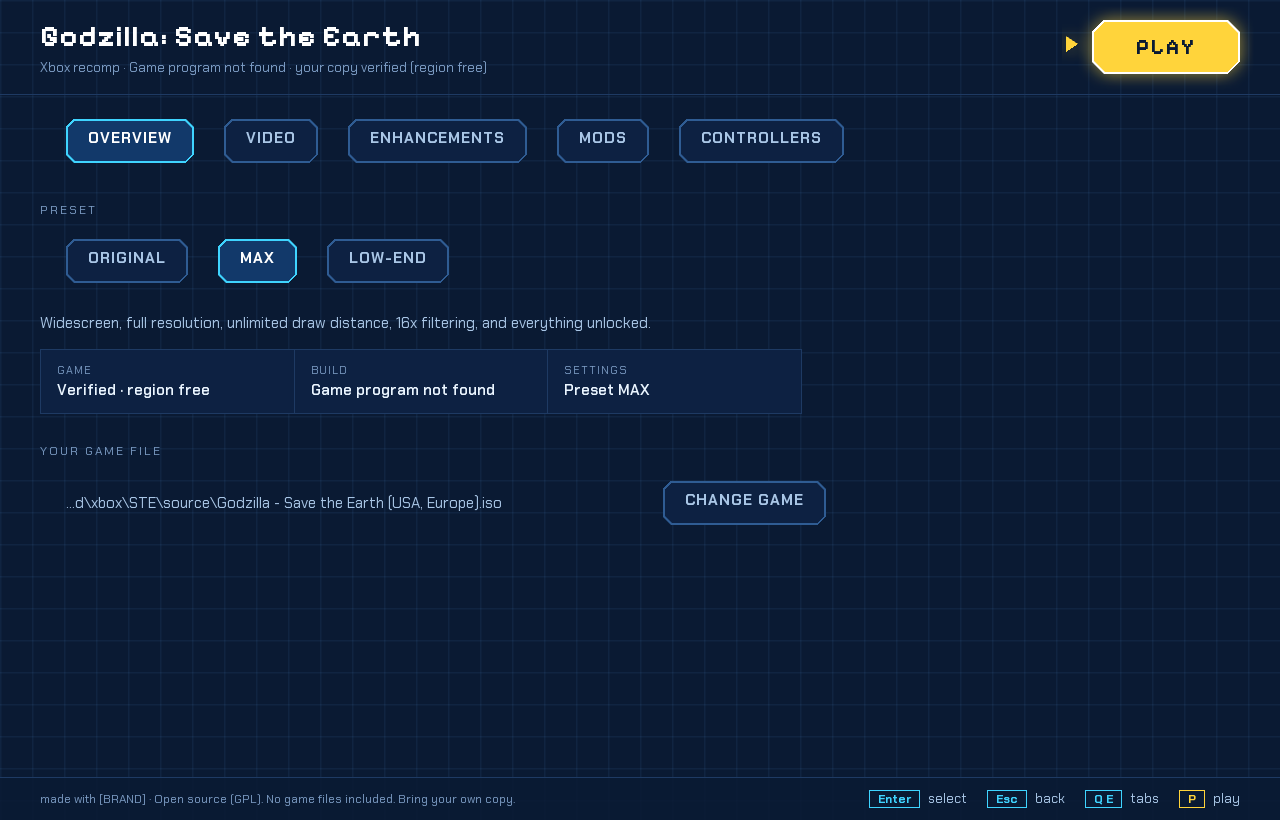 Godzilla: Save the Earth
Xbox recomp · Game program not found · your copy verified (region free)
PLAY
OVERVIEW VIDEO ENHANCEMENTS MODS CONTROLLERS
PRESET
ORIGINAL MAX LOW-END
Widescreen, full resolution, unlimited draw distance, 16x filtering, and everything unlocked.
GAME BUILD SETTINGS
Verified · region free Game program not found Preset MAX
YOUR GAME FILE
...d\xbox\STE\source\Godzilla - Save the Earth (USA, Europe).iso CHANGE GAME
made with [BRAND] · Open source (GPL). No game files included. Bring your own copy. Enter select Esc back Q E tabs P play